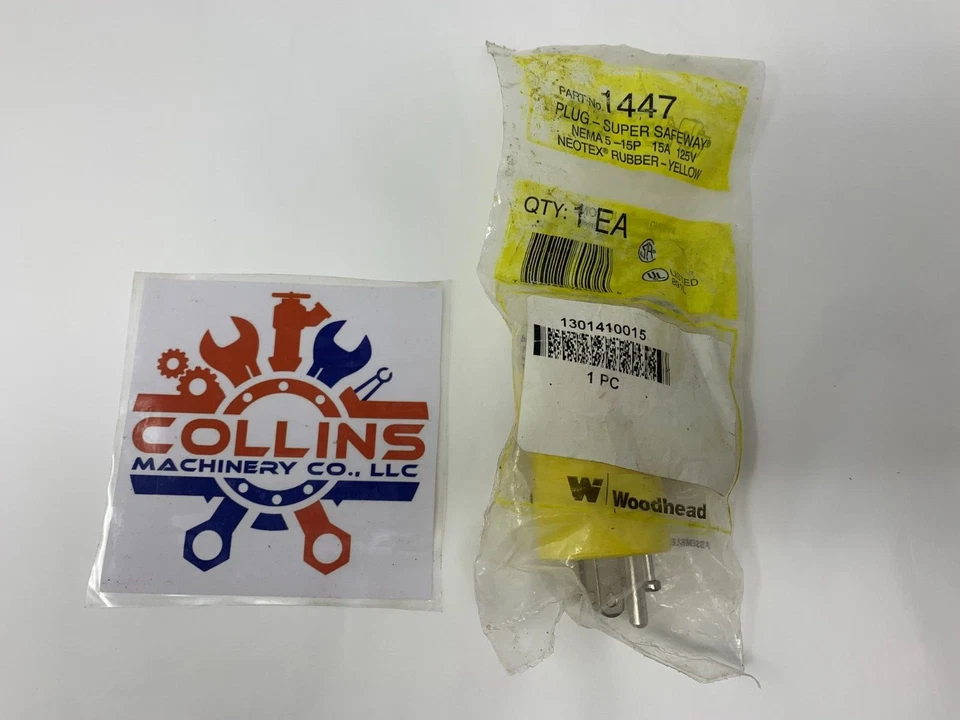 COLLINS
MACHINERY CO., LLC
PART No. 1447
PLUG - SUPER SAFEWAY®
NEMA 5-15P 15A 125V
NEOTEX® RUBBER - YELLOW
QTY: 1 EA
UL
1301410015
1 PC
W Woodhead